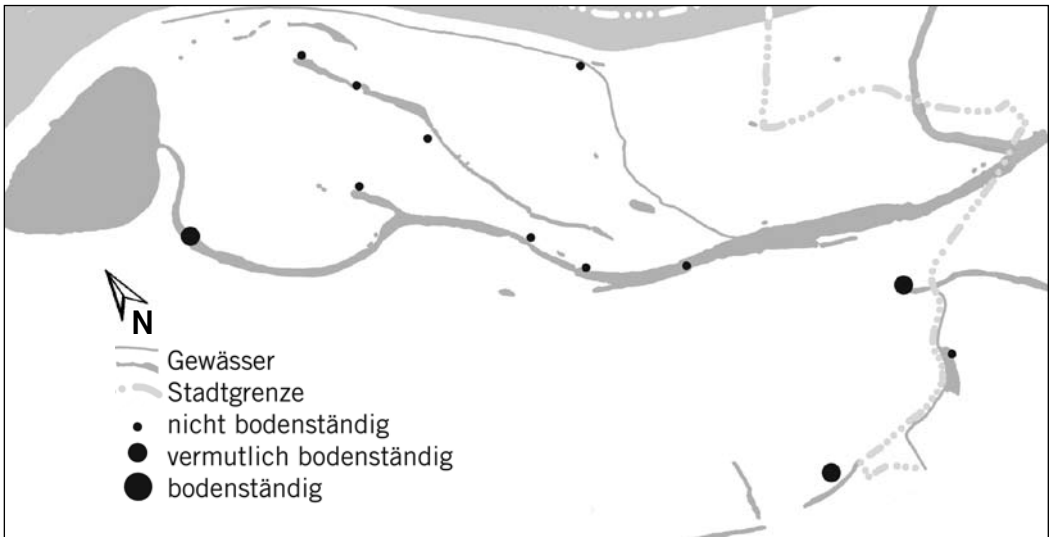 N
Gewässer
Stadtgrenze
nicht bodenständig
vermutlich bodenständig
bodenständig